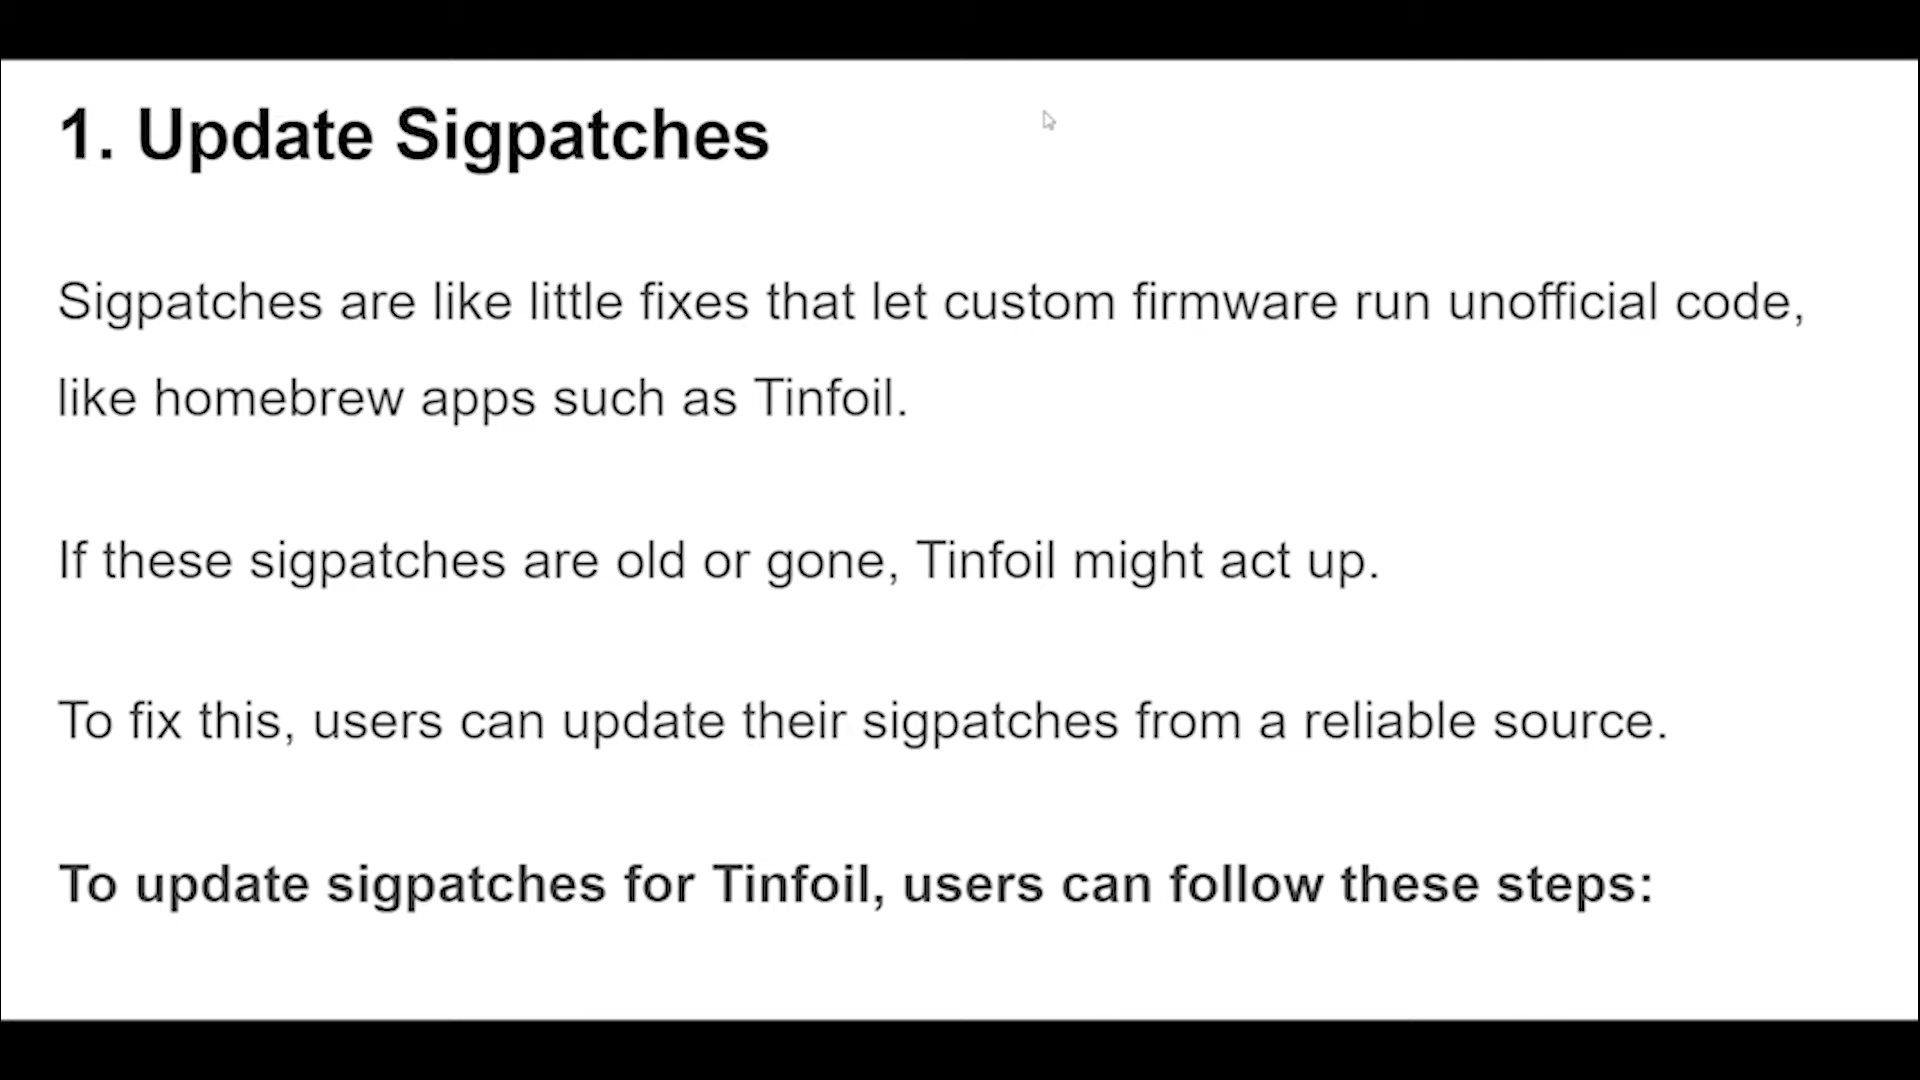 1. Update Sigpatches
Sigpatches are like little fixes that let custom firmware run unofficial code,
like homebrew apps such as Tinfoil.
If these sigpatches are old or gone, Tinfoil might act up.
To fix this, users can update their sigpatches from a reliable source.
To update sigpatches for Tinfoil, users can follow these steps: